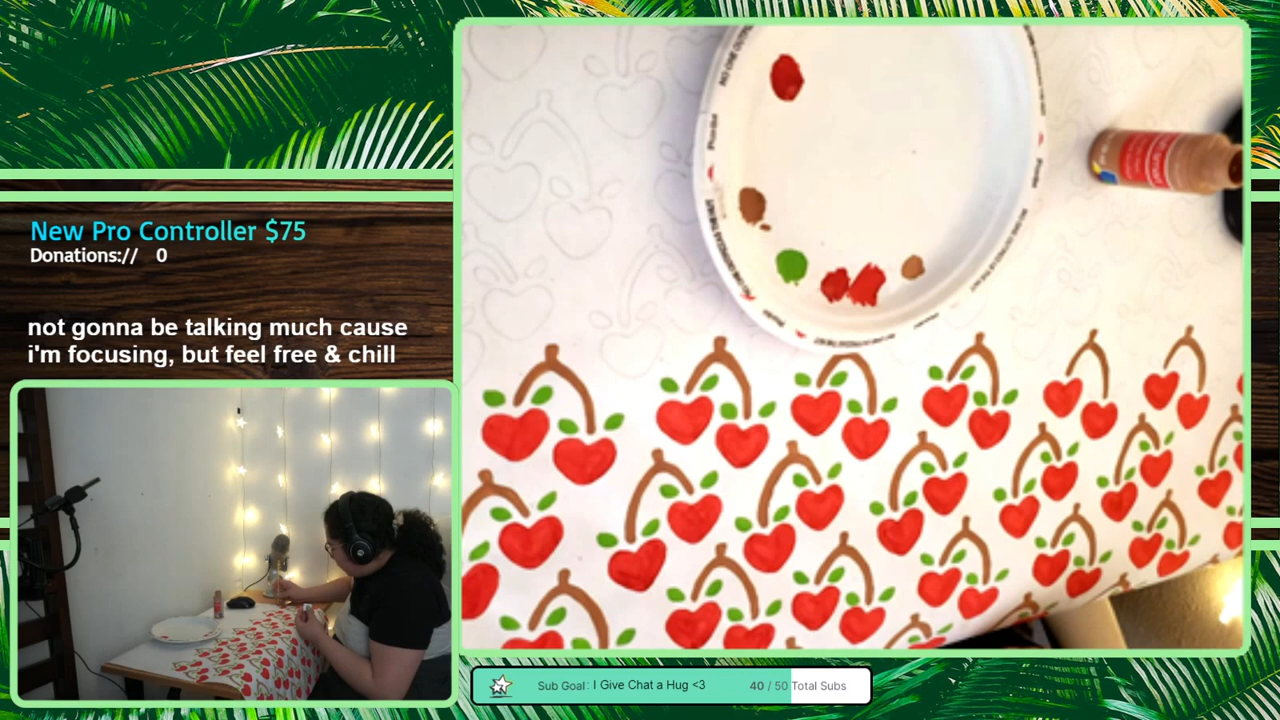 New Pro Controller $75
Donations:// 0
not gonna be talking much cause
i'm focusing, but feel free & chill
Sub Goal: I Give Chat a Hug <3 40 / 50 Total Subs